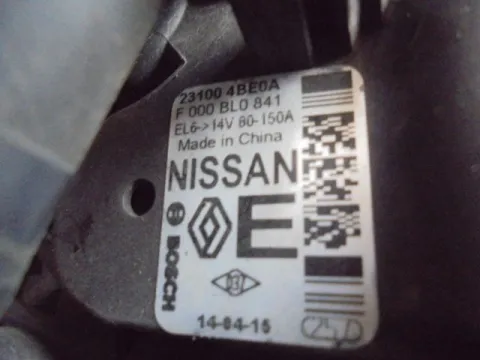 23100 4BE0A
F 000 BL0 841
EL6->14V 80-150A
Made in China
NISSAN
BOSCH
E
14-04-15